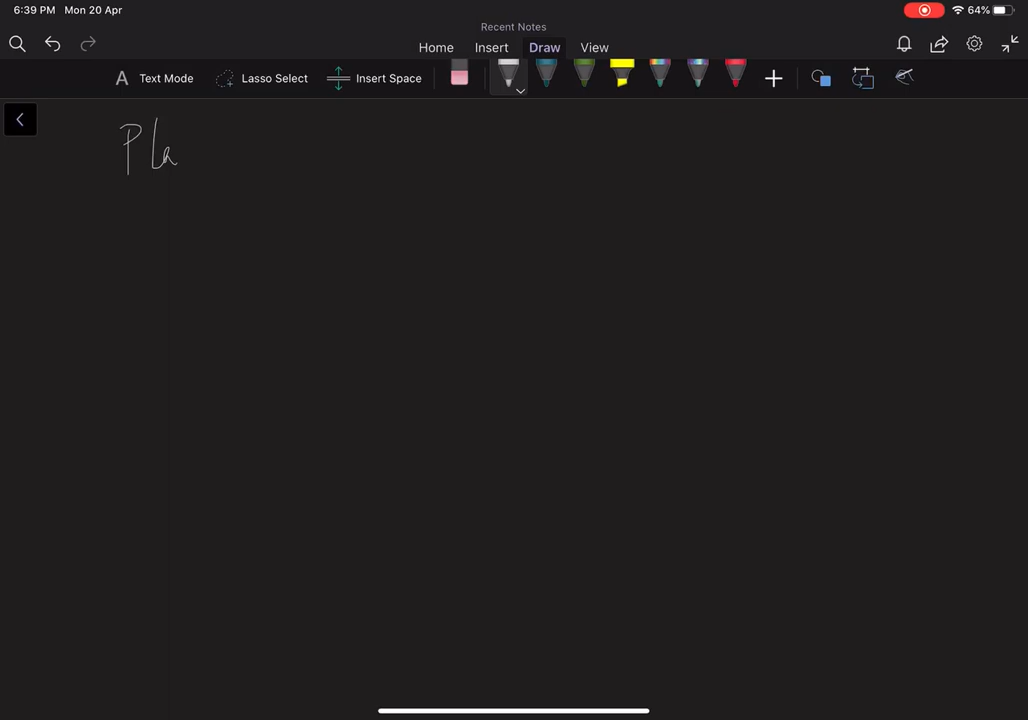 6:39 PM Mon 20 Apr 64%
Recent Notes
Home Insert Draw View
A Text Mode Lasso Select Insert Space
Pla